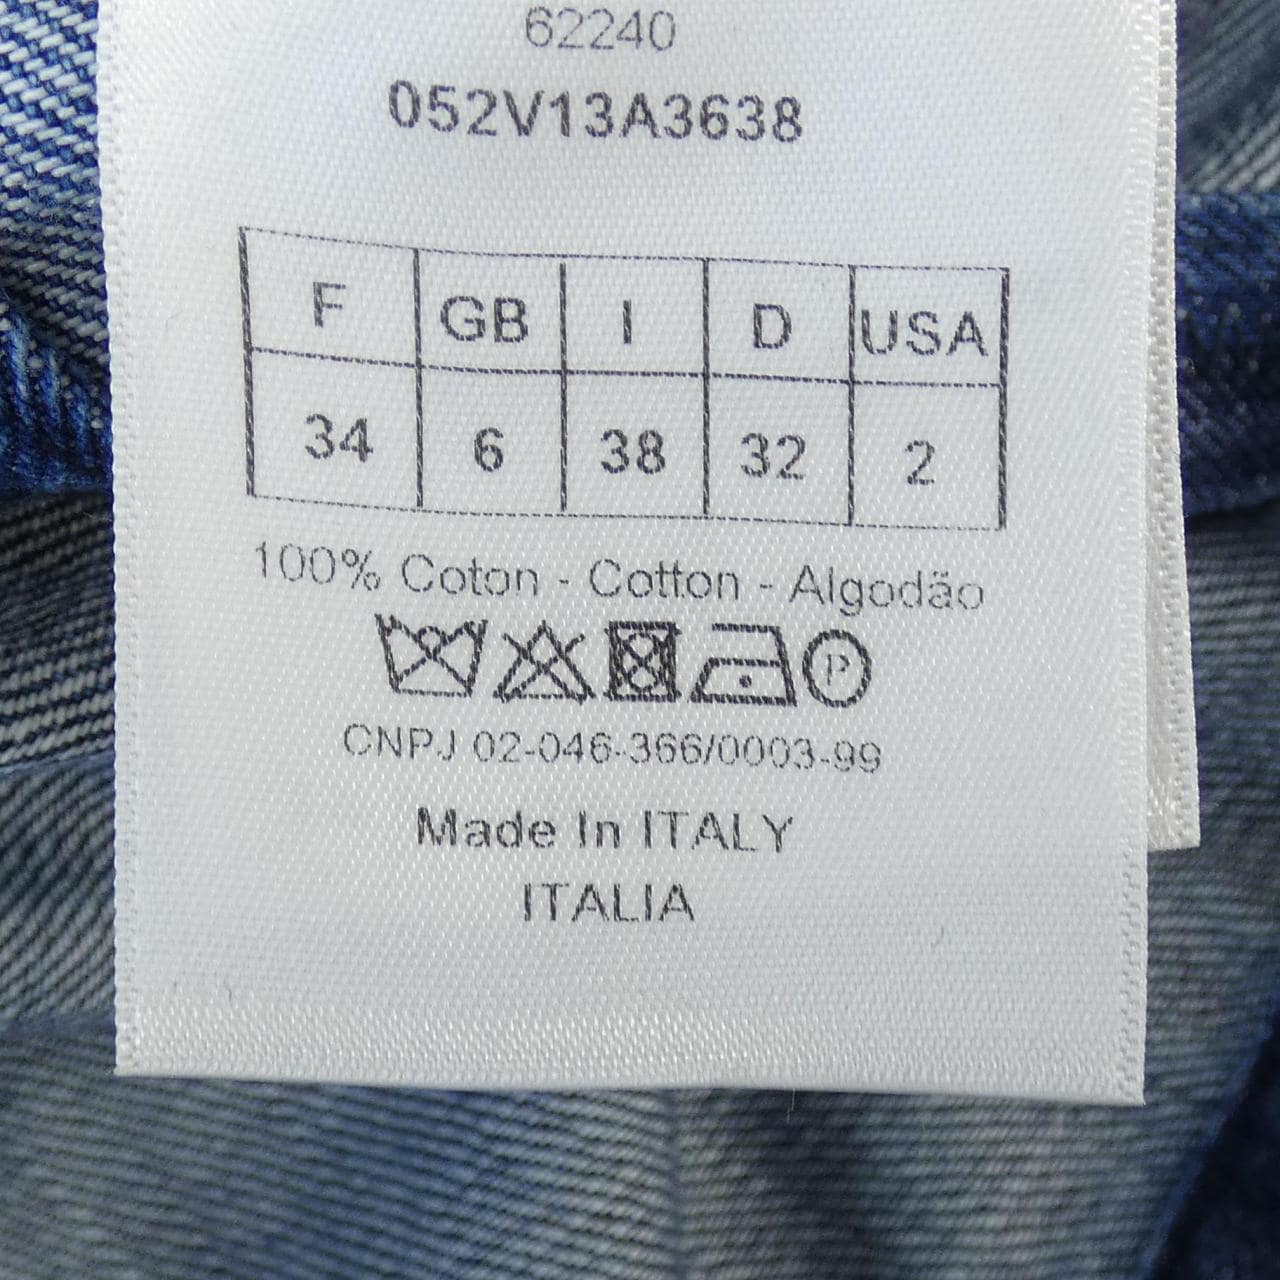 62240
052V13A3638
F GB I D USA
34 6 38 32 2
100% Coton - Cotton - Algodão
P
CNPJ 02-046-366/0003-99
Made In ITALY
ITALIA